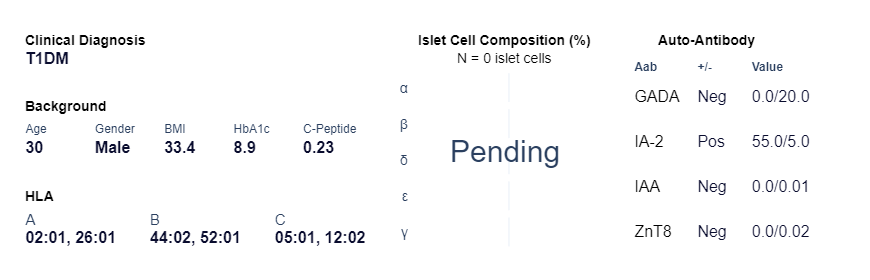 Clinical Diagnosis
T1DM
Background
Age Gender BMI HbA1c C-Peptide
30 Male 33.4 8.9 0.23
HLA
A B C
02:01, 26:01 44:02, 52:01 05:01, 12:02
Islet Cell Composition (%)
N = 0 islet cells
α
β
Pending
δ
ε
γ
Auto-Antibody
Aab +/- Value
GADA Neg 0.0/20.0
IA-2 Pos 55.0/5.0
IAA Neg 0.0/0.01
ZnT8 Neg 0.0/0.02